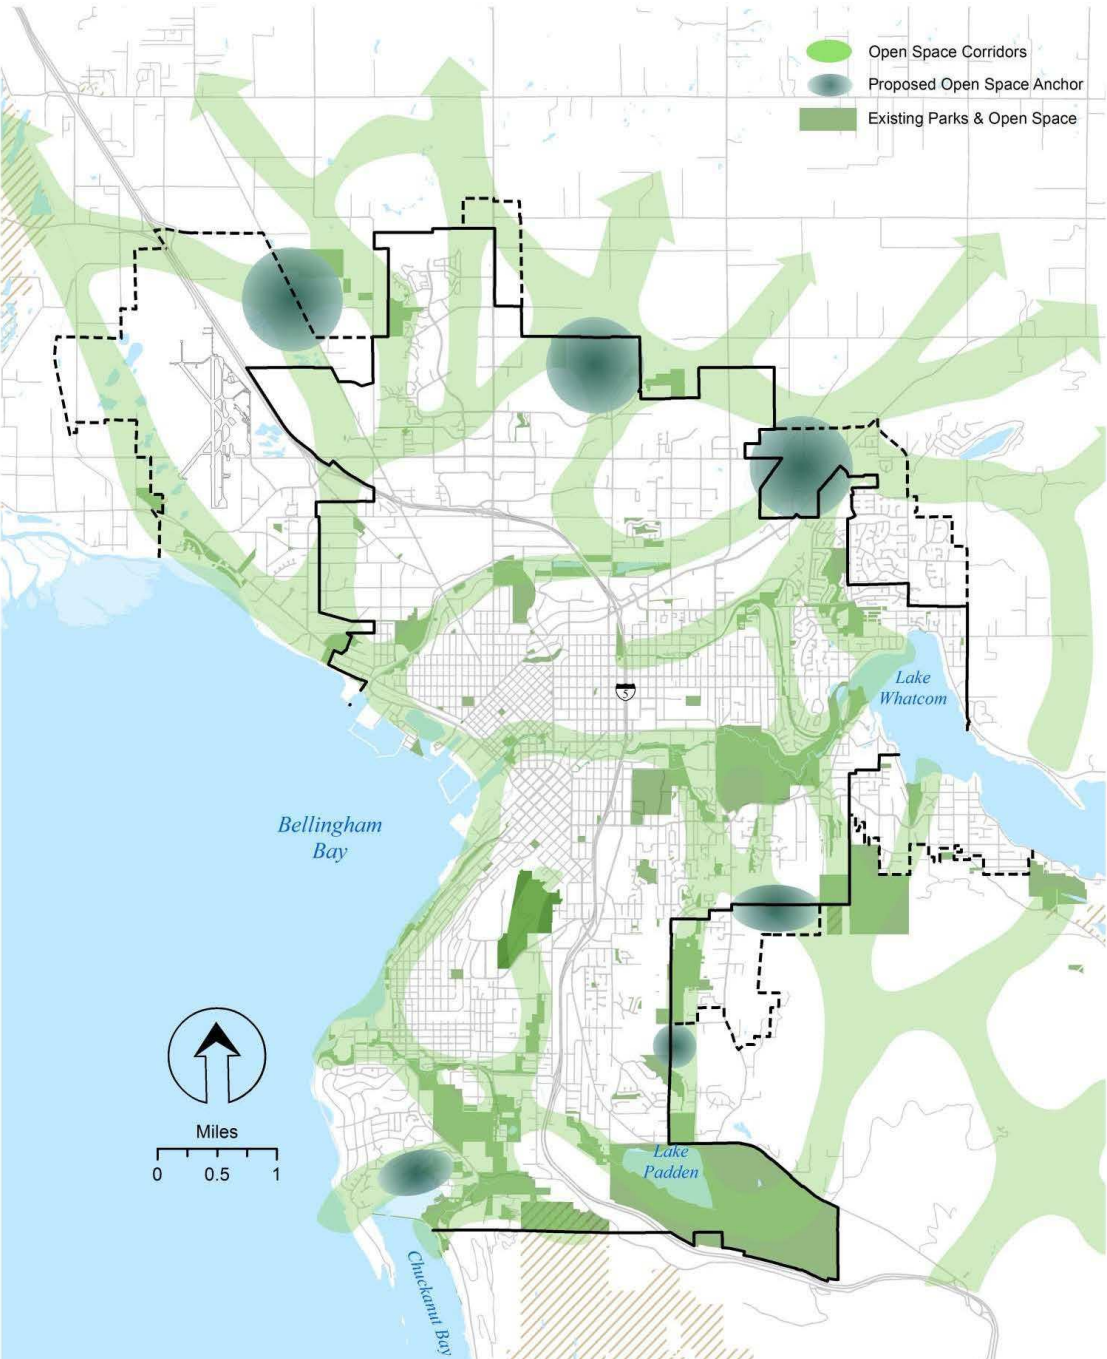 Open Space Corridors
Proposed Open Space Anchor
Existing Parks & Open Space
5
Lake
Whatcom
Bellingham
Bay
Miles
0 0.5 1
Lake
Padden
Chuckanut Bay